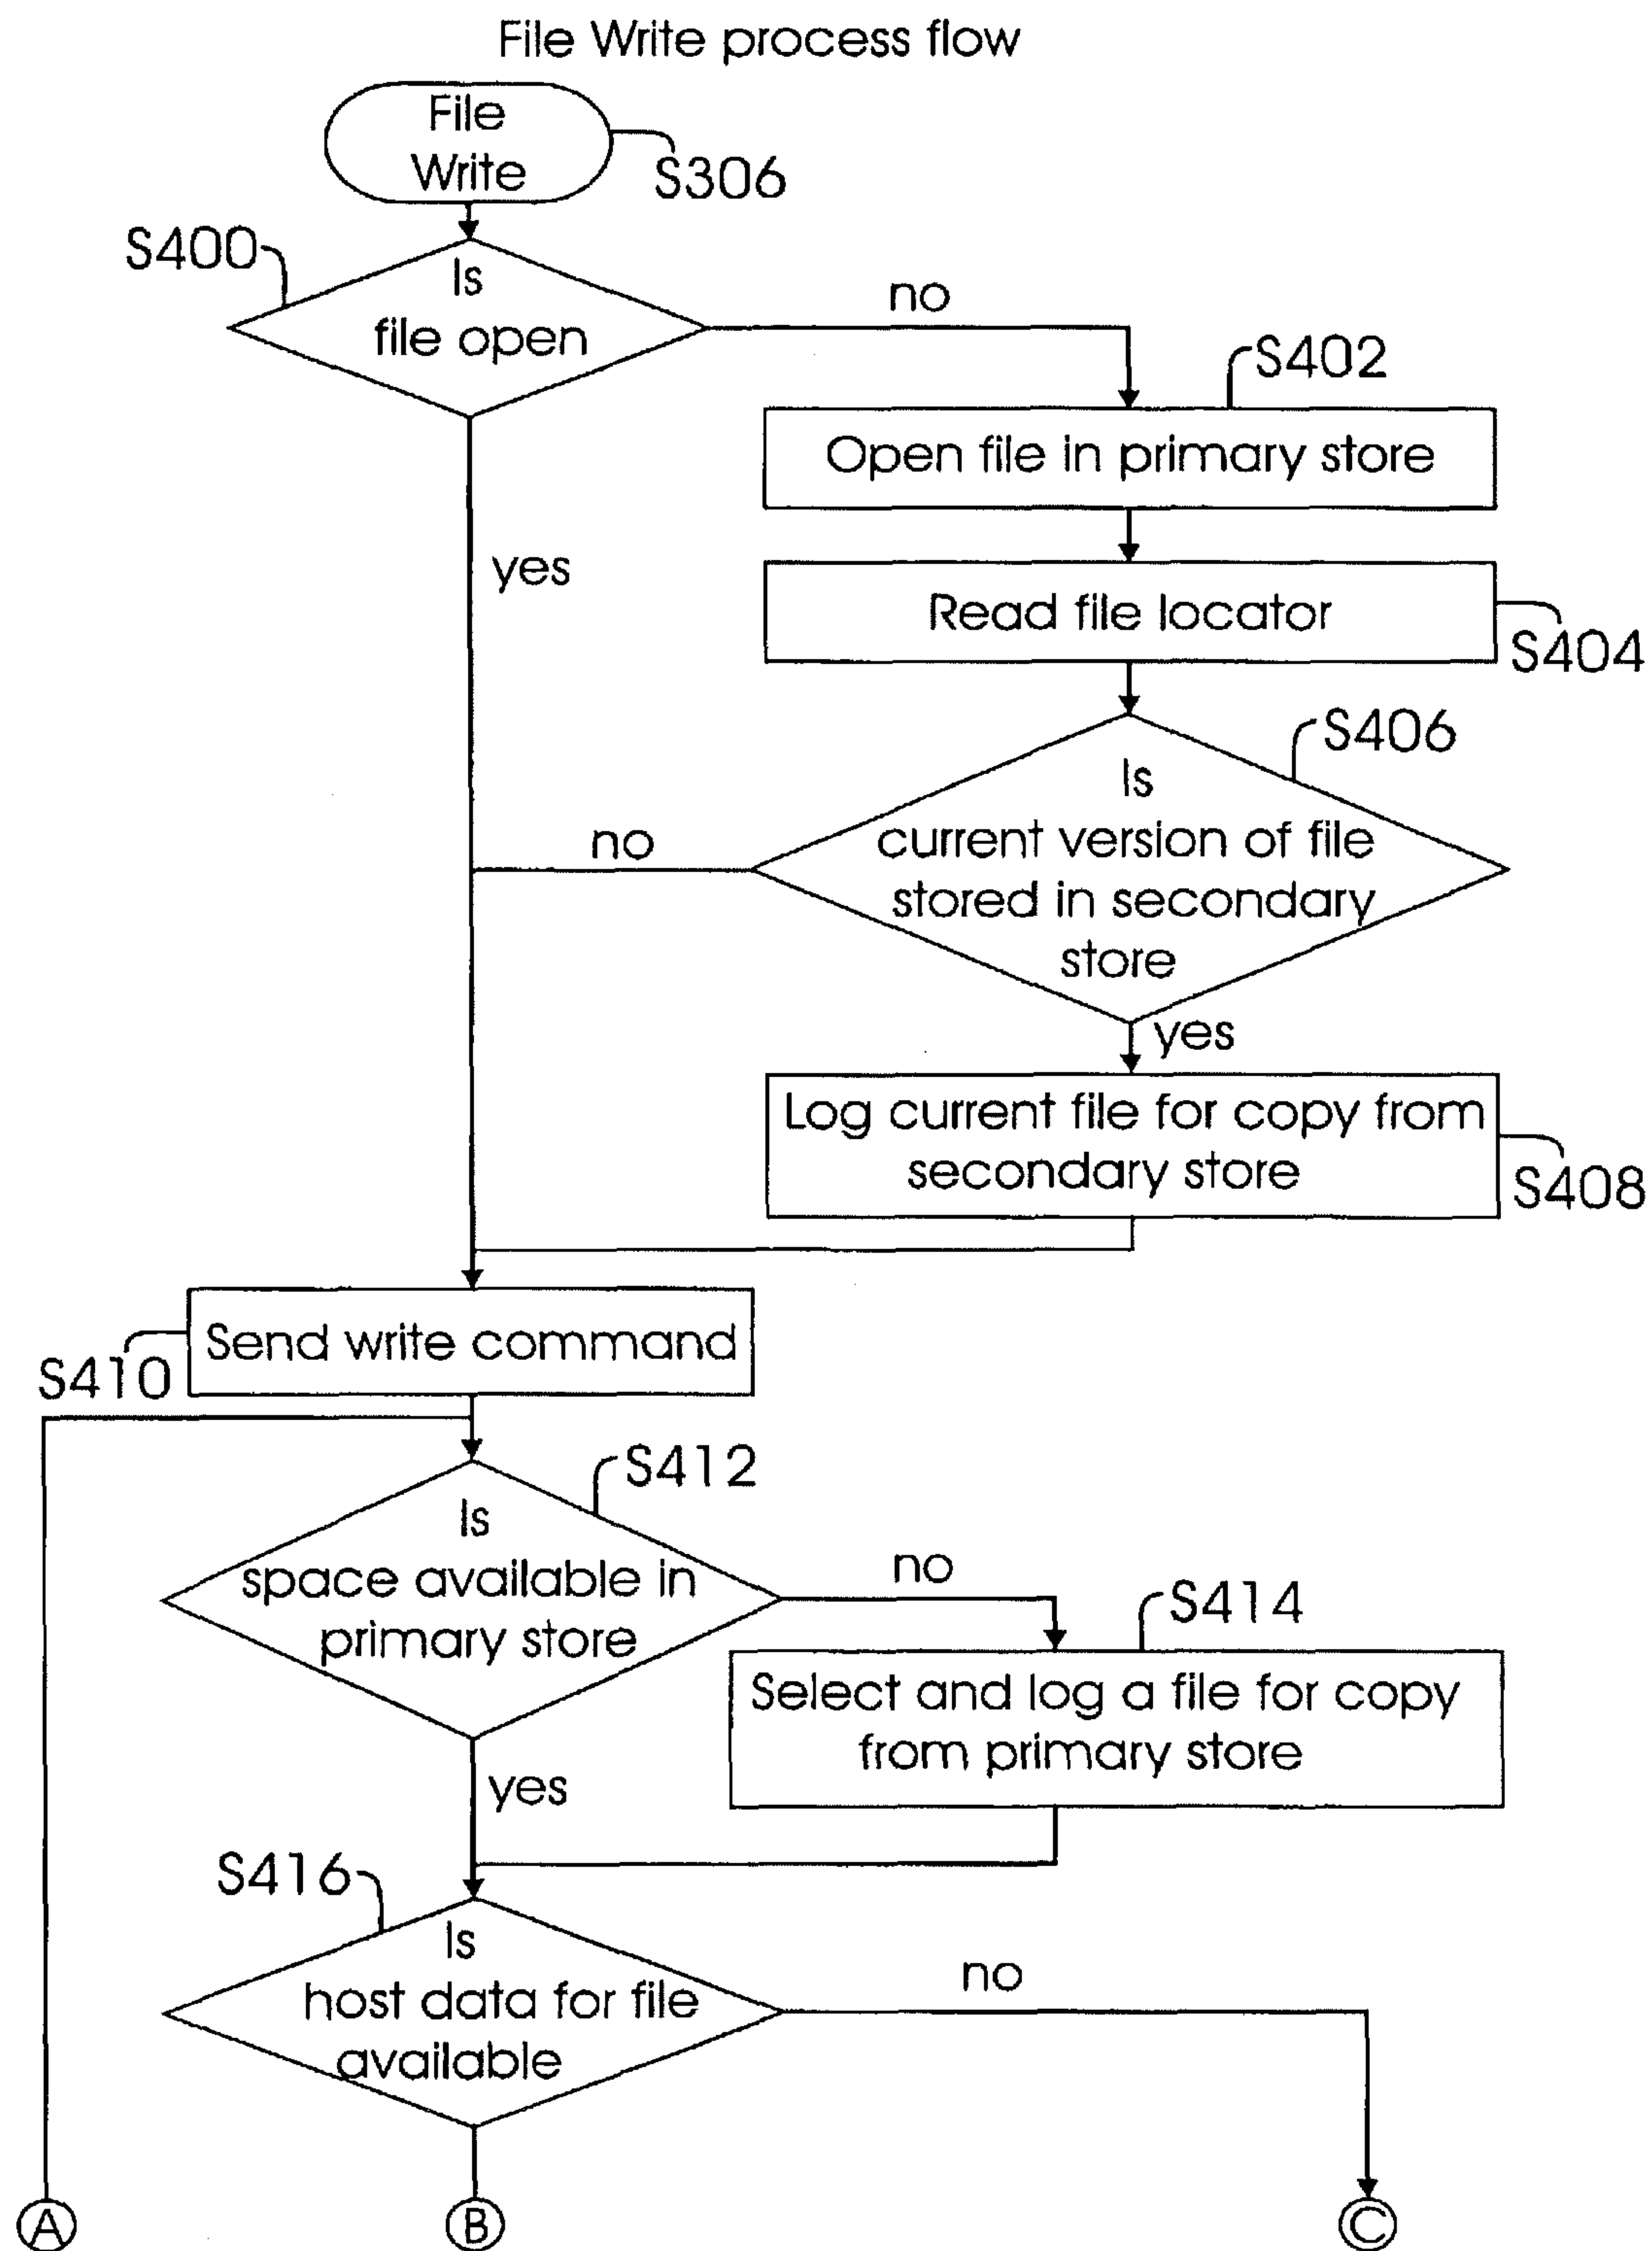 File Write process flow
File
Write
S306
S400
Is
file open
no
S402
Open file in primary store
yes
Read file locator
S404
S406
Is
current version of file
stored in secondary
store
no
yes
Log current file for copy from
secondary store
S408
Send write command
S410
S412
Is
space available in
primary store
no
S414
Select and log a file for copy
from primary store
yes
S416
Is
host data for file
available
no
A
B
C